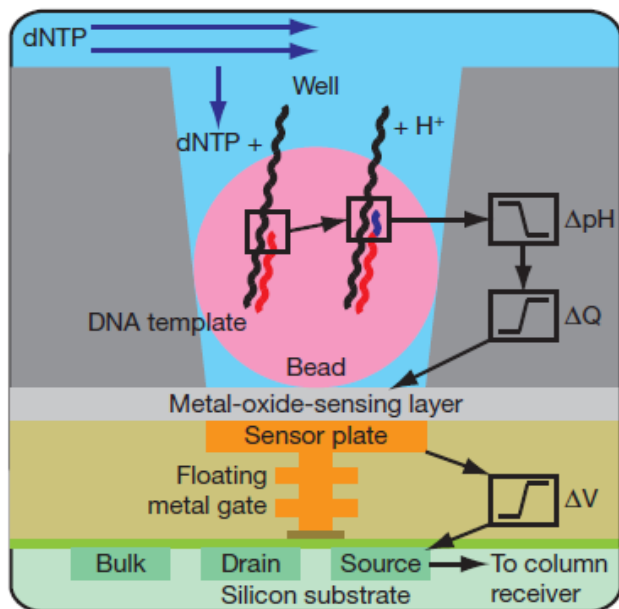 dNTP
Well
dNTP +
+ H⁺
ΔpH
ΔQ
DNA template
Bead
Metal-oxide-sensing layer
Sensor plate
Floating
metal gate
ΔV
Bulk
Drain
Source
To column
receiver
Silicon substrate